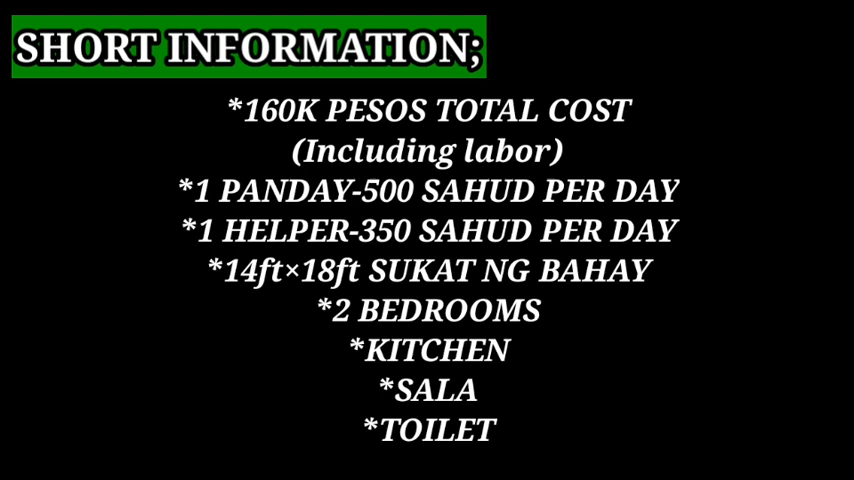 SHORT INFORMATION;
*160K PESOS TOTAL COST
(Including labor)
*1 PANDAY-500 SAHUD PER DAY
*1 HELPER-350 SAHUD PER DAY
*14ft×18ft SUKAT NG BAHAY
*2 BEDROOMS
*KITCHEN
*SALA
*TOILET